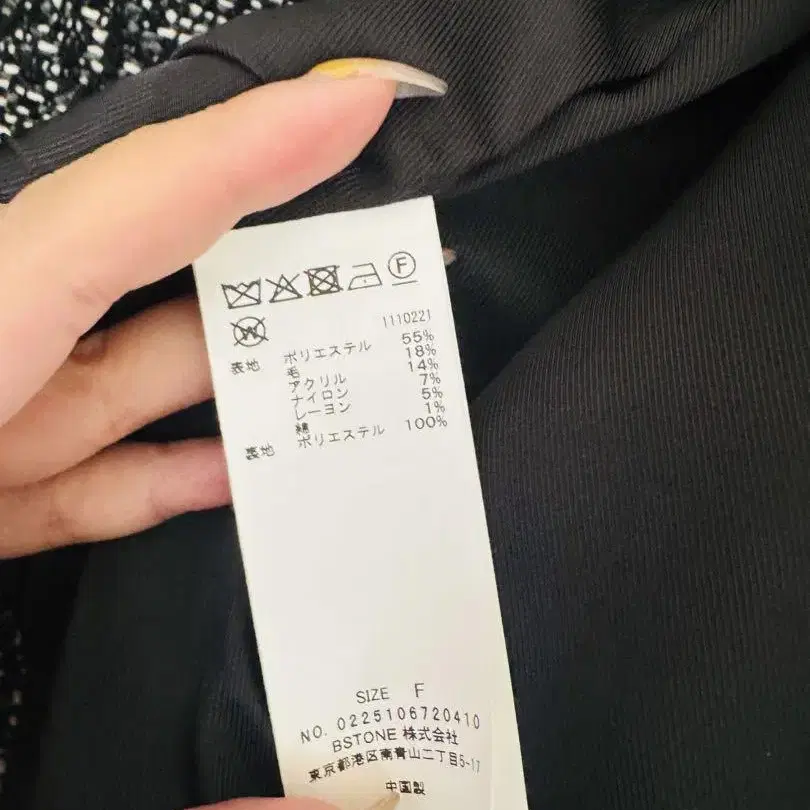 F
W
1110221
表地 ポリエステル 55%
毛 18%
アクリル 14%
ナイロン 7%
レーヨン 5%
綿 1%
裏地 ポリエステル 100%
SIZE F
NO. 0225106720410
BSTONE 株式会社
東京都港区南青山二丁目5-17
中国製